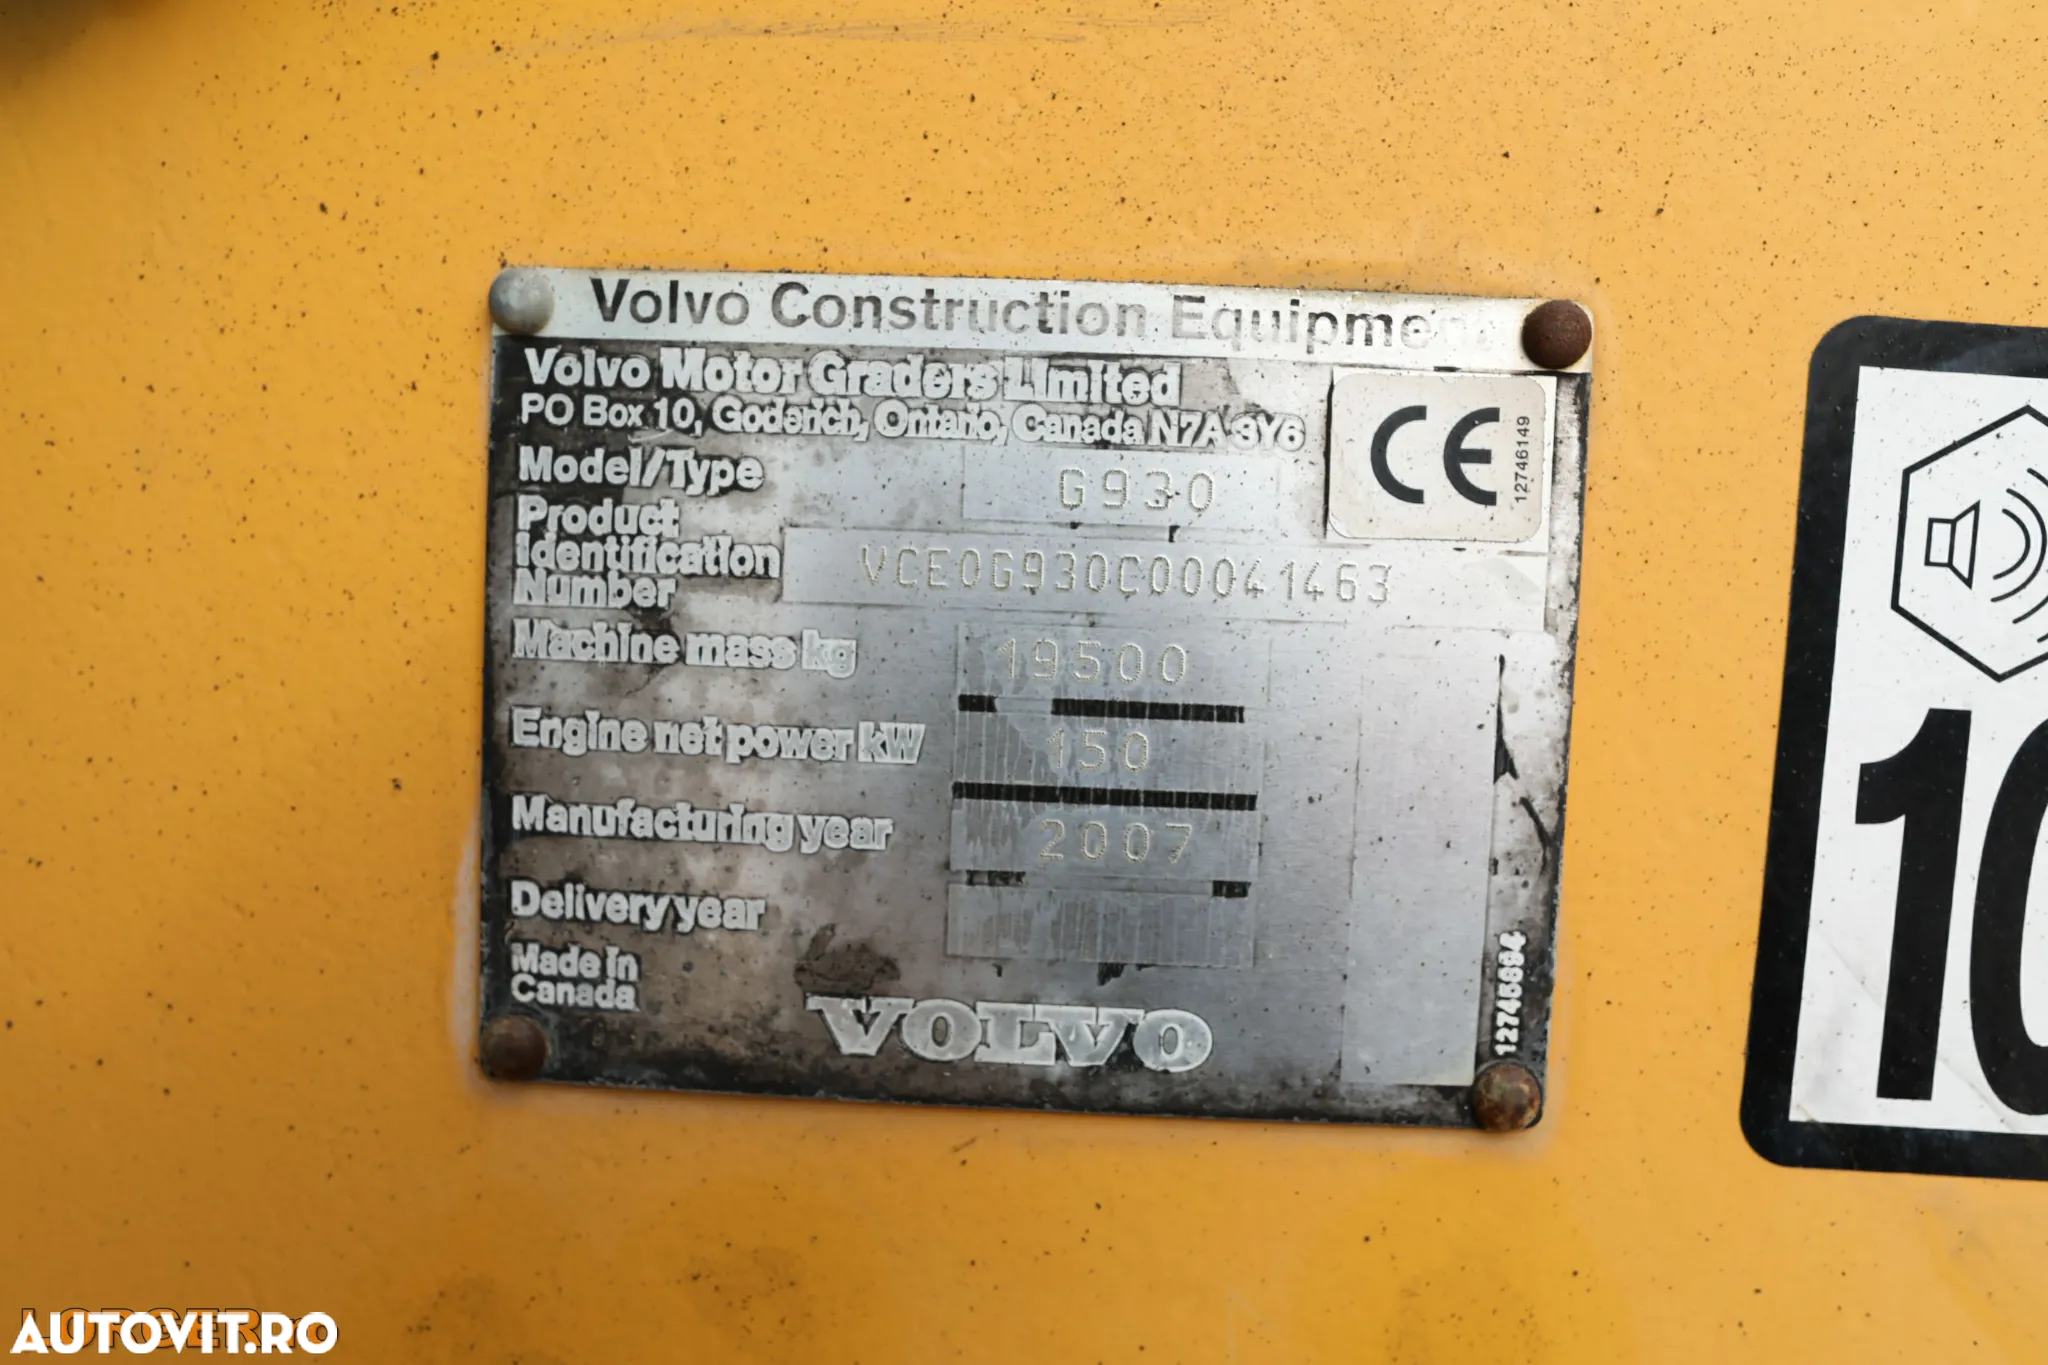 Volvo Construction Equipment
Volvo Motor Graders Limited
PO Box 10, Goderich, Ontario, Canada N7A 3Y6
CE
12746149
Model/Type G930
Product
Identification
Number VCE0G930C00041463
Machine mass kg 19500
Engine net power kW 150
Manufacturing year 2007
Delivery year
Made in
Canada
VOLVO
12746694
10
AUTOVIT.RO